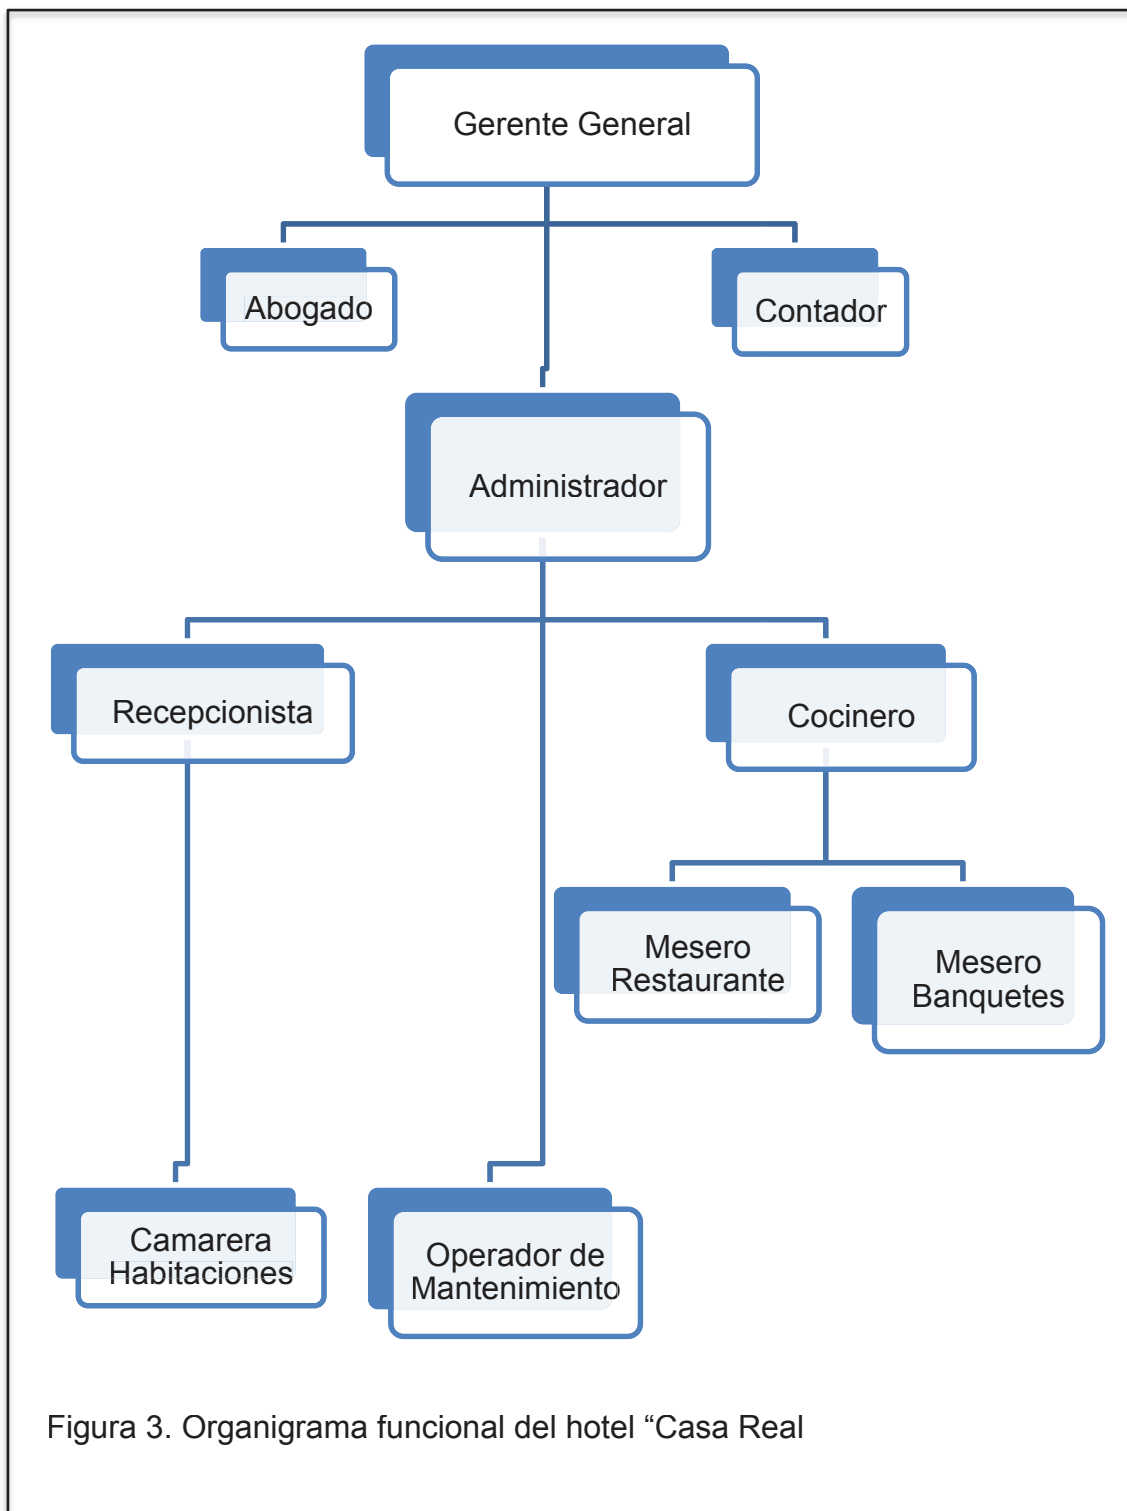 Gerente General
Abogado
Contador
Administrador
Recepcionista
Cocinero
Mesero
Restaurante
Mesero
Banquetes
Camarera
Habitaciones
Operador de
Mantenimiento
Figura 3. Organigrama funcional del hotel “Casa Real